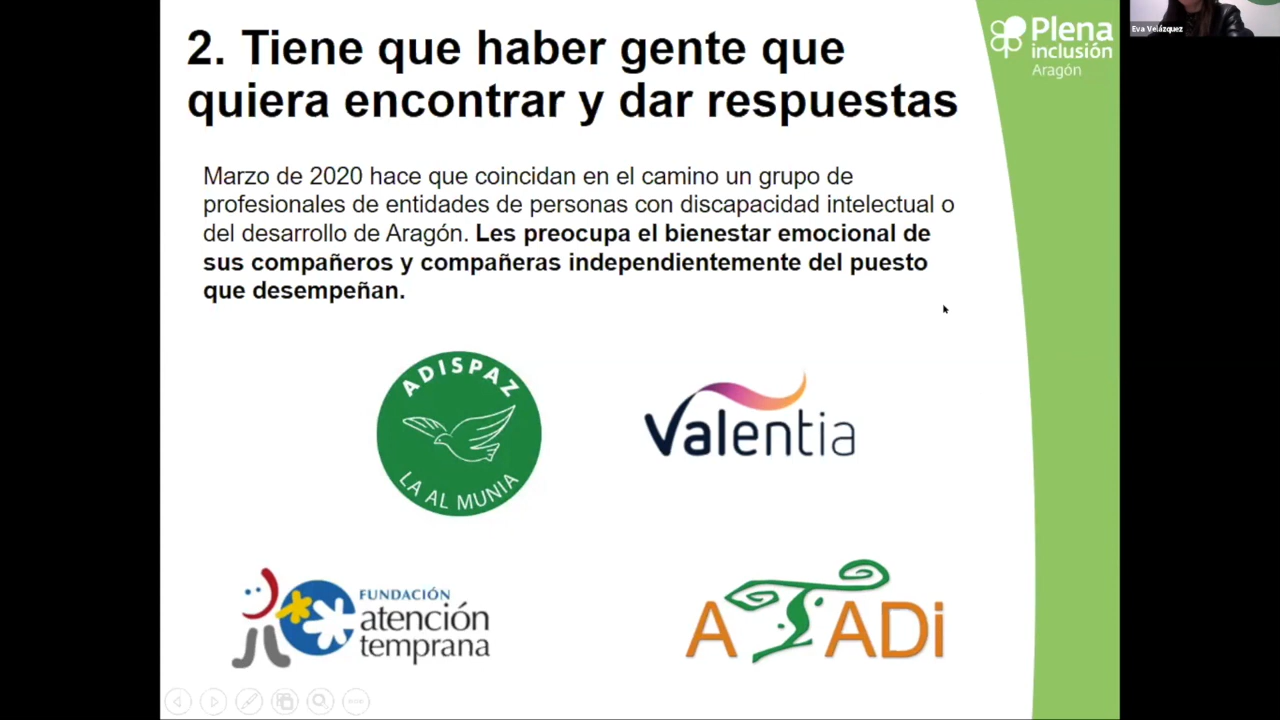 2. Tiene que haber gente que
quiera encontrar y dar respuestas
Plena
inclusión
Aragón
Eva Velázquez
Marzo de 2020 hace que coincidan en el camino un grupo de
profesionales de entidades de personas con discapacidad intelectual o
del desarrollo de Aragón. Les preocupa el bienestar emocional de
sus compañeros y compañeras independientemente del puesto
que desempeñan.
ADISPAZ
LA AL MUNIA
Valentia
FUNDACIÓN
atención
temprana
ATADi